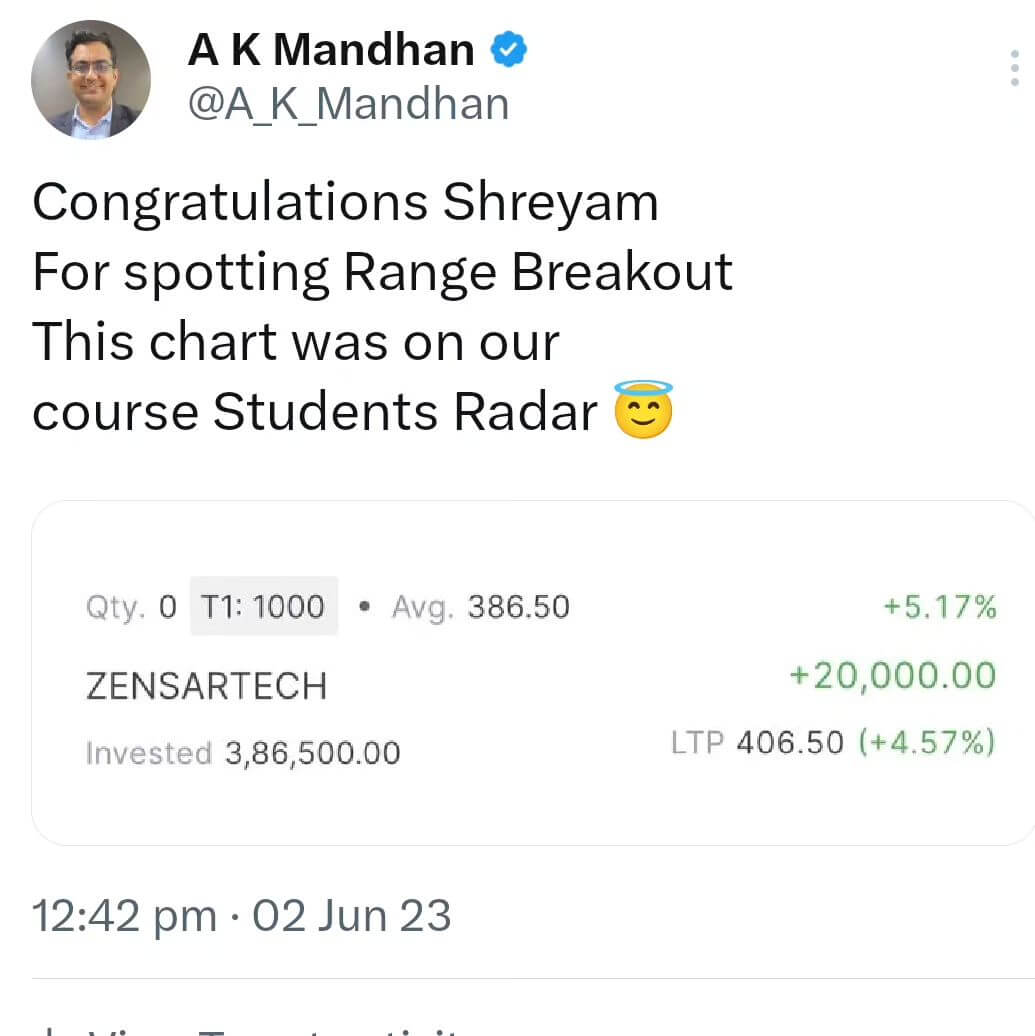 A K Mandhan
@A_K_Mandhan
Congratulations Shreyam
For spotting Range Breakout
This chart was on our
course Students Radar 😇
Qty. 0 T1: 1000 • Avg. 386.50 +5.17%
ZENSARTECH +20,000.00
Invested 3,86,500.00 LTP 406.50 (+4.57%)
12:42 pm · 02 Jun 23